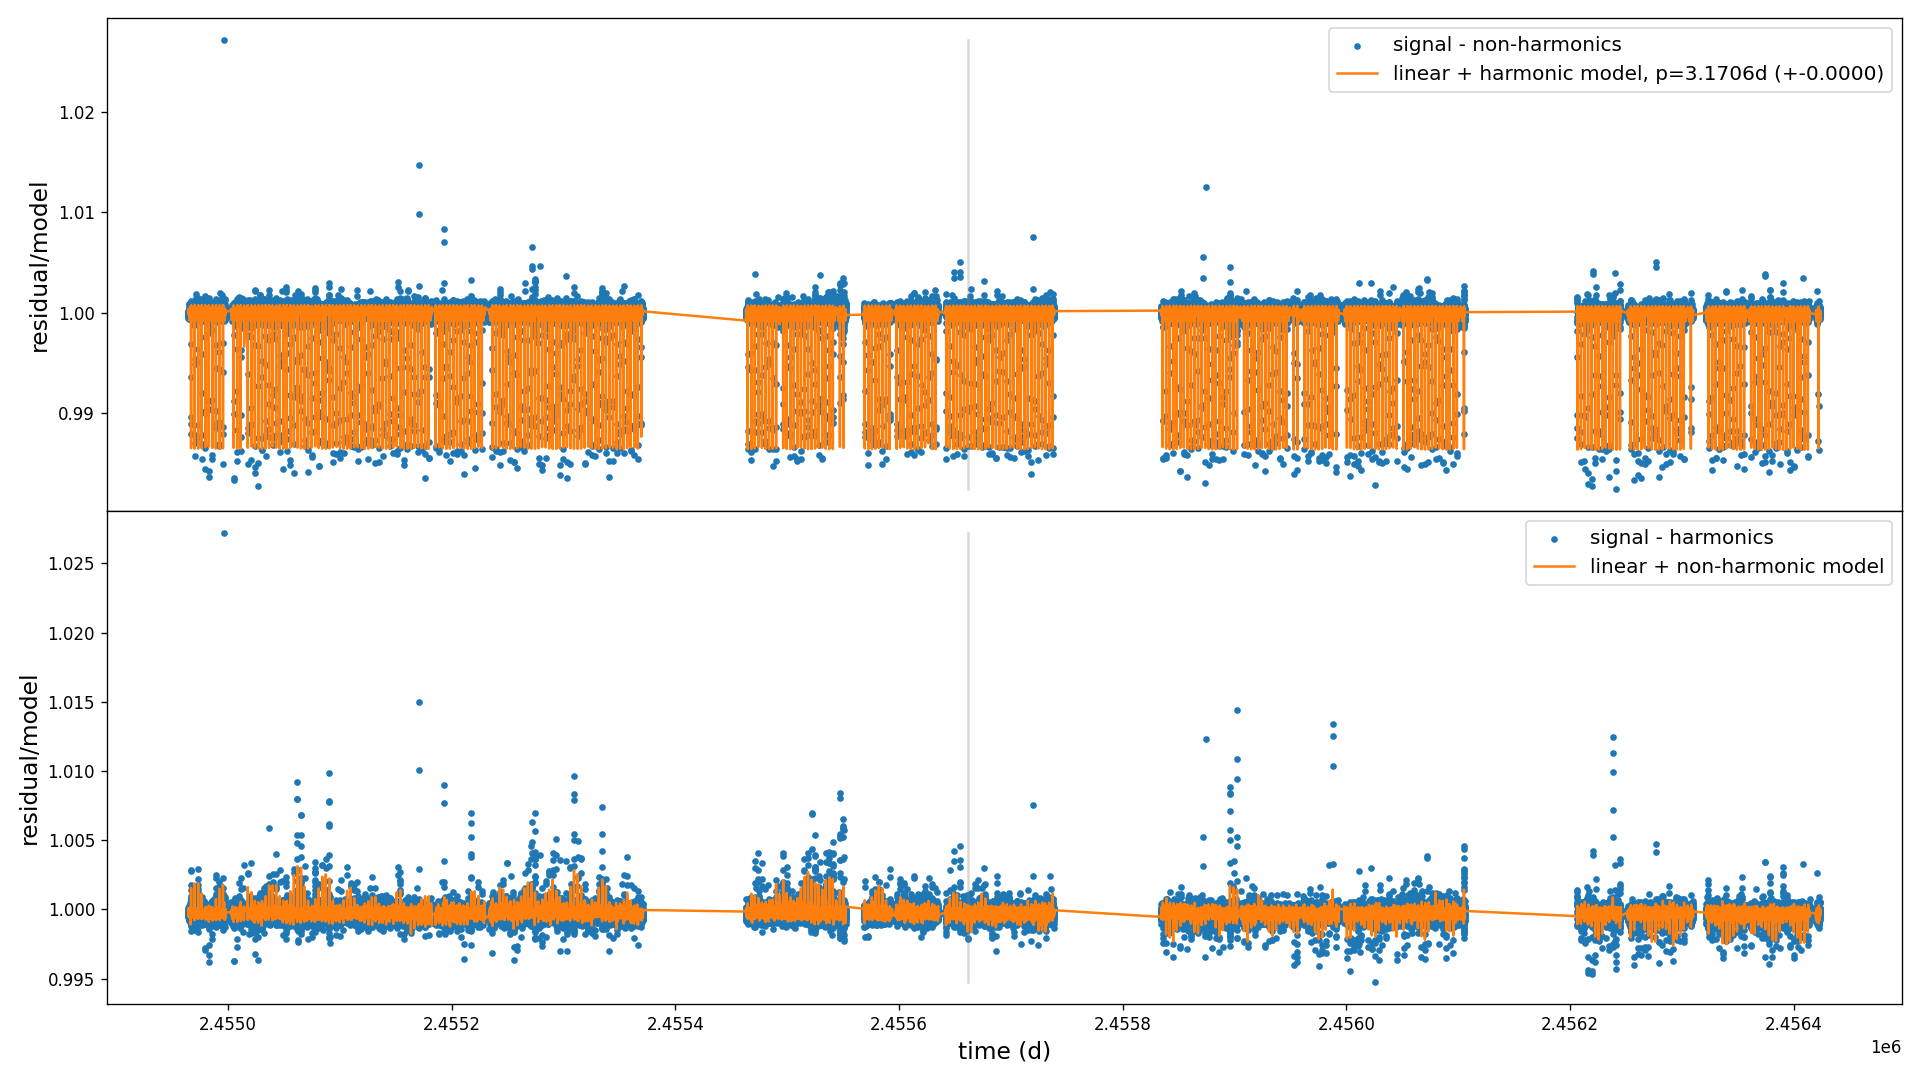 signal - non-harmonics
linear + harmonic model, p=3.1706d (+-0.0000)
1.02
1.01
1.00
0.99
residual/model
signal - harmonics
linear + non-harmonic model
1.025
1.020
1.015
1.010
1.005
1.000
0.995
residual/model
2.4550
2.4552
2.4554
2.4556
2.4558
2.4560
2.4562
2.4564
1e6
time (d)